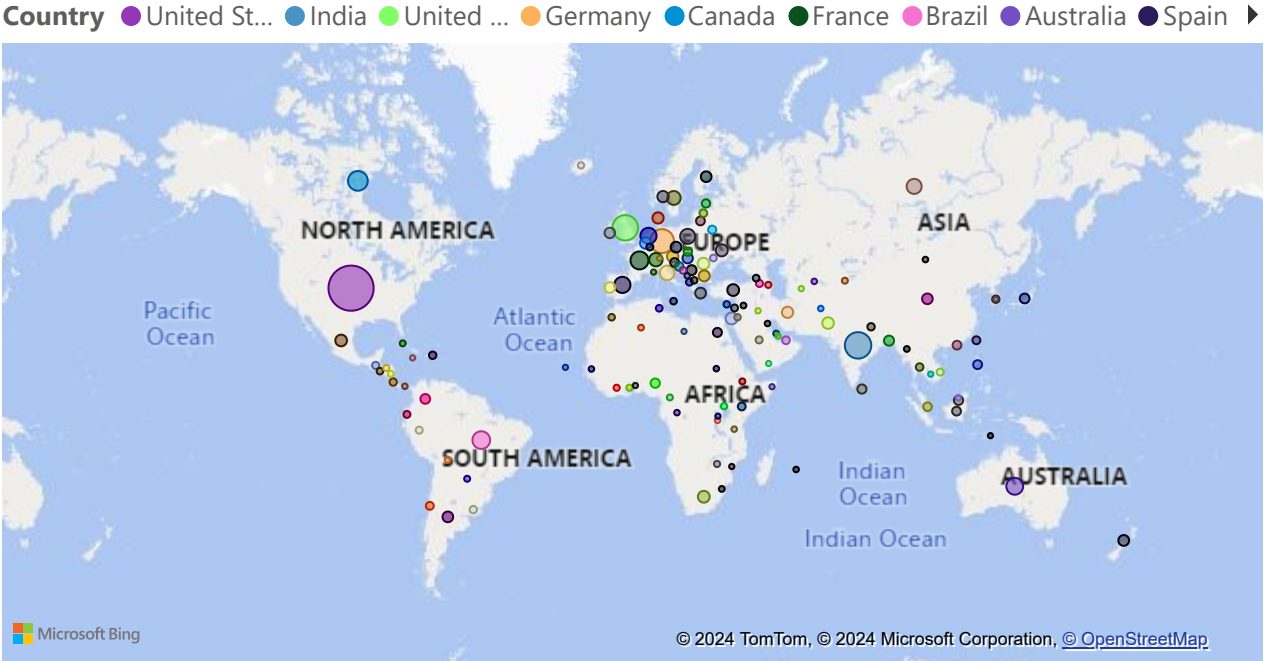 Country United St... India United ... Germany Canada France Brazil Australia Spain
NORTH AMERICA
ASIA
EUROPE
Pacific
Ocean
Atlantic
Ocean
AFRICA
SOUTH AMERICA
Indian
Ocean
AUSTRALIA
Indian Ocean
Microsoft Bing
© 2024 TomTom, © 2024 Microsoft Corporation, © OpenStreetMap